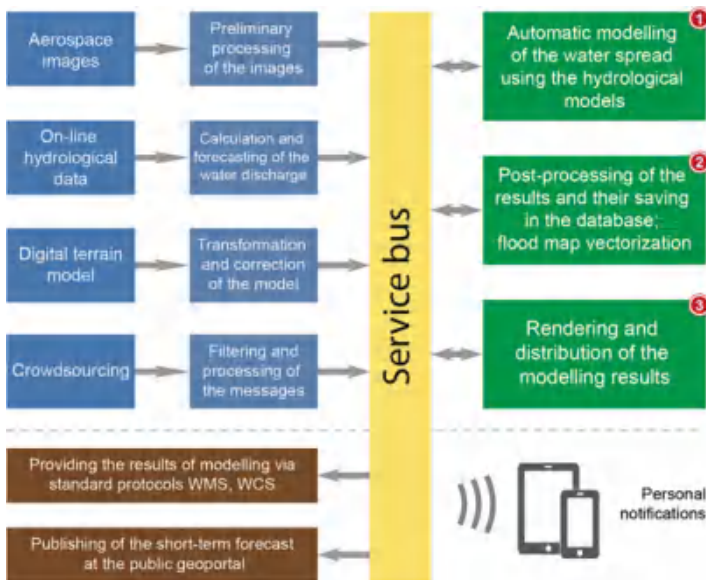 Aerospace
images
Preliminary
processing
of the images
On-line
hydrological
data
Calculation and
forecasting of the
water discharge
Digital terrain
model
Transformation
and correction
of the model
Crowdsourcing
Filtering and
processing of
the messages
Service bus
1
Automatic modelling
of the water spread
using the hydrological
models
2
Post-processing of the
results and their saving
in the database;
flood map vectorization
3
Rendering and
distribution of the
modelling results
Providing the results of modelling via
standard protocols WMS, WCS
Publishing of the short-term forecast
at the public geoportal
Personal
notifications